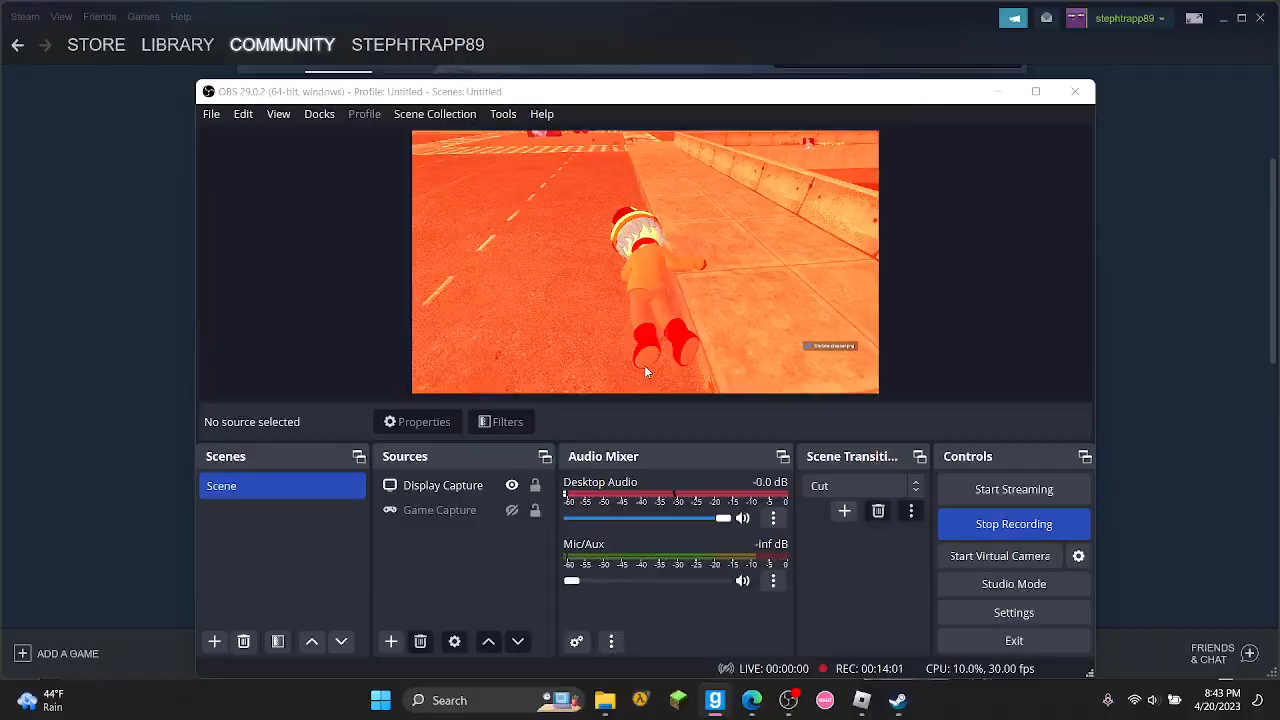 Steam View Friends Games Help
stephtrapp89
STORE LIBRARY COMMUNITY STEPHTRAPP89
OBS 29.0.2 (64-bit, windows) - Profile: Untitled - Scenes: Untitled
File Edit View Docks Profile Scene Collection Tools Help
No source selected
Properties
Filters
Scenes
Sources
Audio Mixer
Scene Transiti...
Controls
Scene
Display Capture
Game Capture
Desktop Audio -0.0 dB
-60 -55 -50 -45 -40 -35 -30 -25 -20 -15 -10 -5 0
Mic/Aux -inf dB
-60 -55 -50 -45 -40 -35 -30 -25 -20 -15 -10 -5 0
Cut
Start Streaming
Stop Recording
Start Virtual Camera
Studio Mode
Settings
Exit
LIVE: 00:00:00 REC: 00:14:01 CPU: 10.0%, 30.00 fps
ADD A GAME
FRIENDS
& CHAT
44°F
Rain
Search
osu!
8:43 PM
4/20/2023